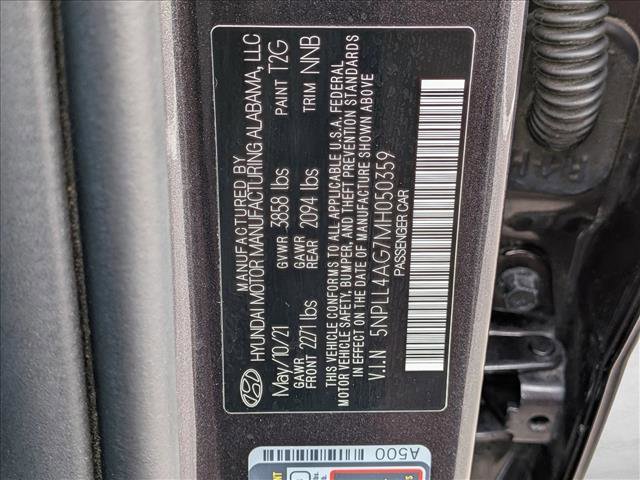 MANUFACTURED BY
HYUNDAI MOTOR MANUFACTURING ALABAMA, LLC
May/10/21 GVWR 3858 lbs PAINT T2G
GAWR FRONT 2271 lbs GAWR REAR 2094 lbs TRIM NNB
THIS VEHICLE CONFORMS TO ALL APPLICABLE U.S.A. FEDERAL
MOTOR VEHICLE SAFETY, BUMPER, AND THEFT PREVENTION STANDARDS
IN EFFECT ON THE DATE OF MANUFACTURE SHOWN ABOVE
V.I.N 5NPLL4AG7MH050359
PASSENGER CAR
A500